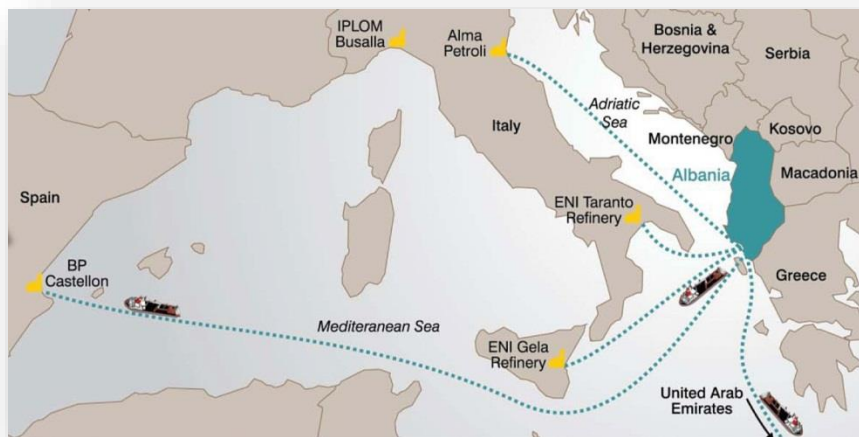 IPLOM
Busalla
Alma
Petroli
Bosnia &
Herzegovina
Serbia
Adriatic
Sea
Italy
Montenegro
Kosovo
Albania
Macadonia
Spain
ENI Taranto
Refinery
BP
Castellon
Greece
Mediteranean Sea
ENI Gela
Refinery
United Arab
Emirates